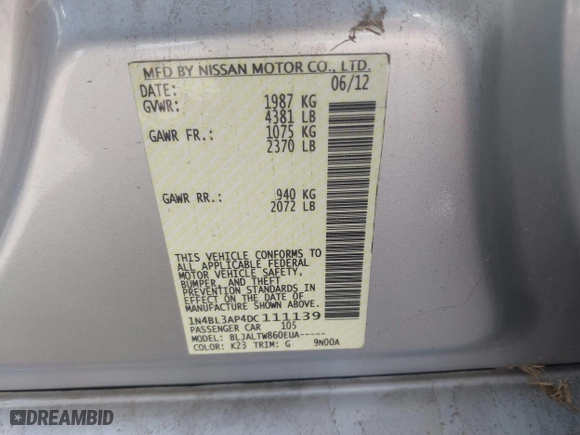 MFD BY NISSAN MOTOR CO., LTD.
DATE: 06/12
GVWR: 1987 KG
4381 LB
GAWR FR.: 1075 KG
2370 LB
GAWR RR.: 940 KG
2072 LB
THIS VEHICLE CONFORMS TO
ALL APPLICABLE FEDERAL
MOTOR VEHICLE SAFETY,
BUMPER, AND THEFT
PREVENTION STANDARDS IN
EFFECT ON THE DATE OF
MANUFACTURE SHOWN ABOVE.
1N4BL3AP4DC111139
PASSENGER CAR 105
MODEL: BLJALTW860EUA-----
COLOR: K23 TRIM: G 9N00A
DREAMBID